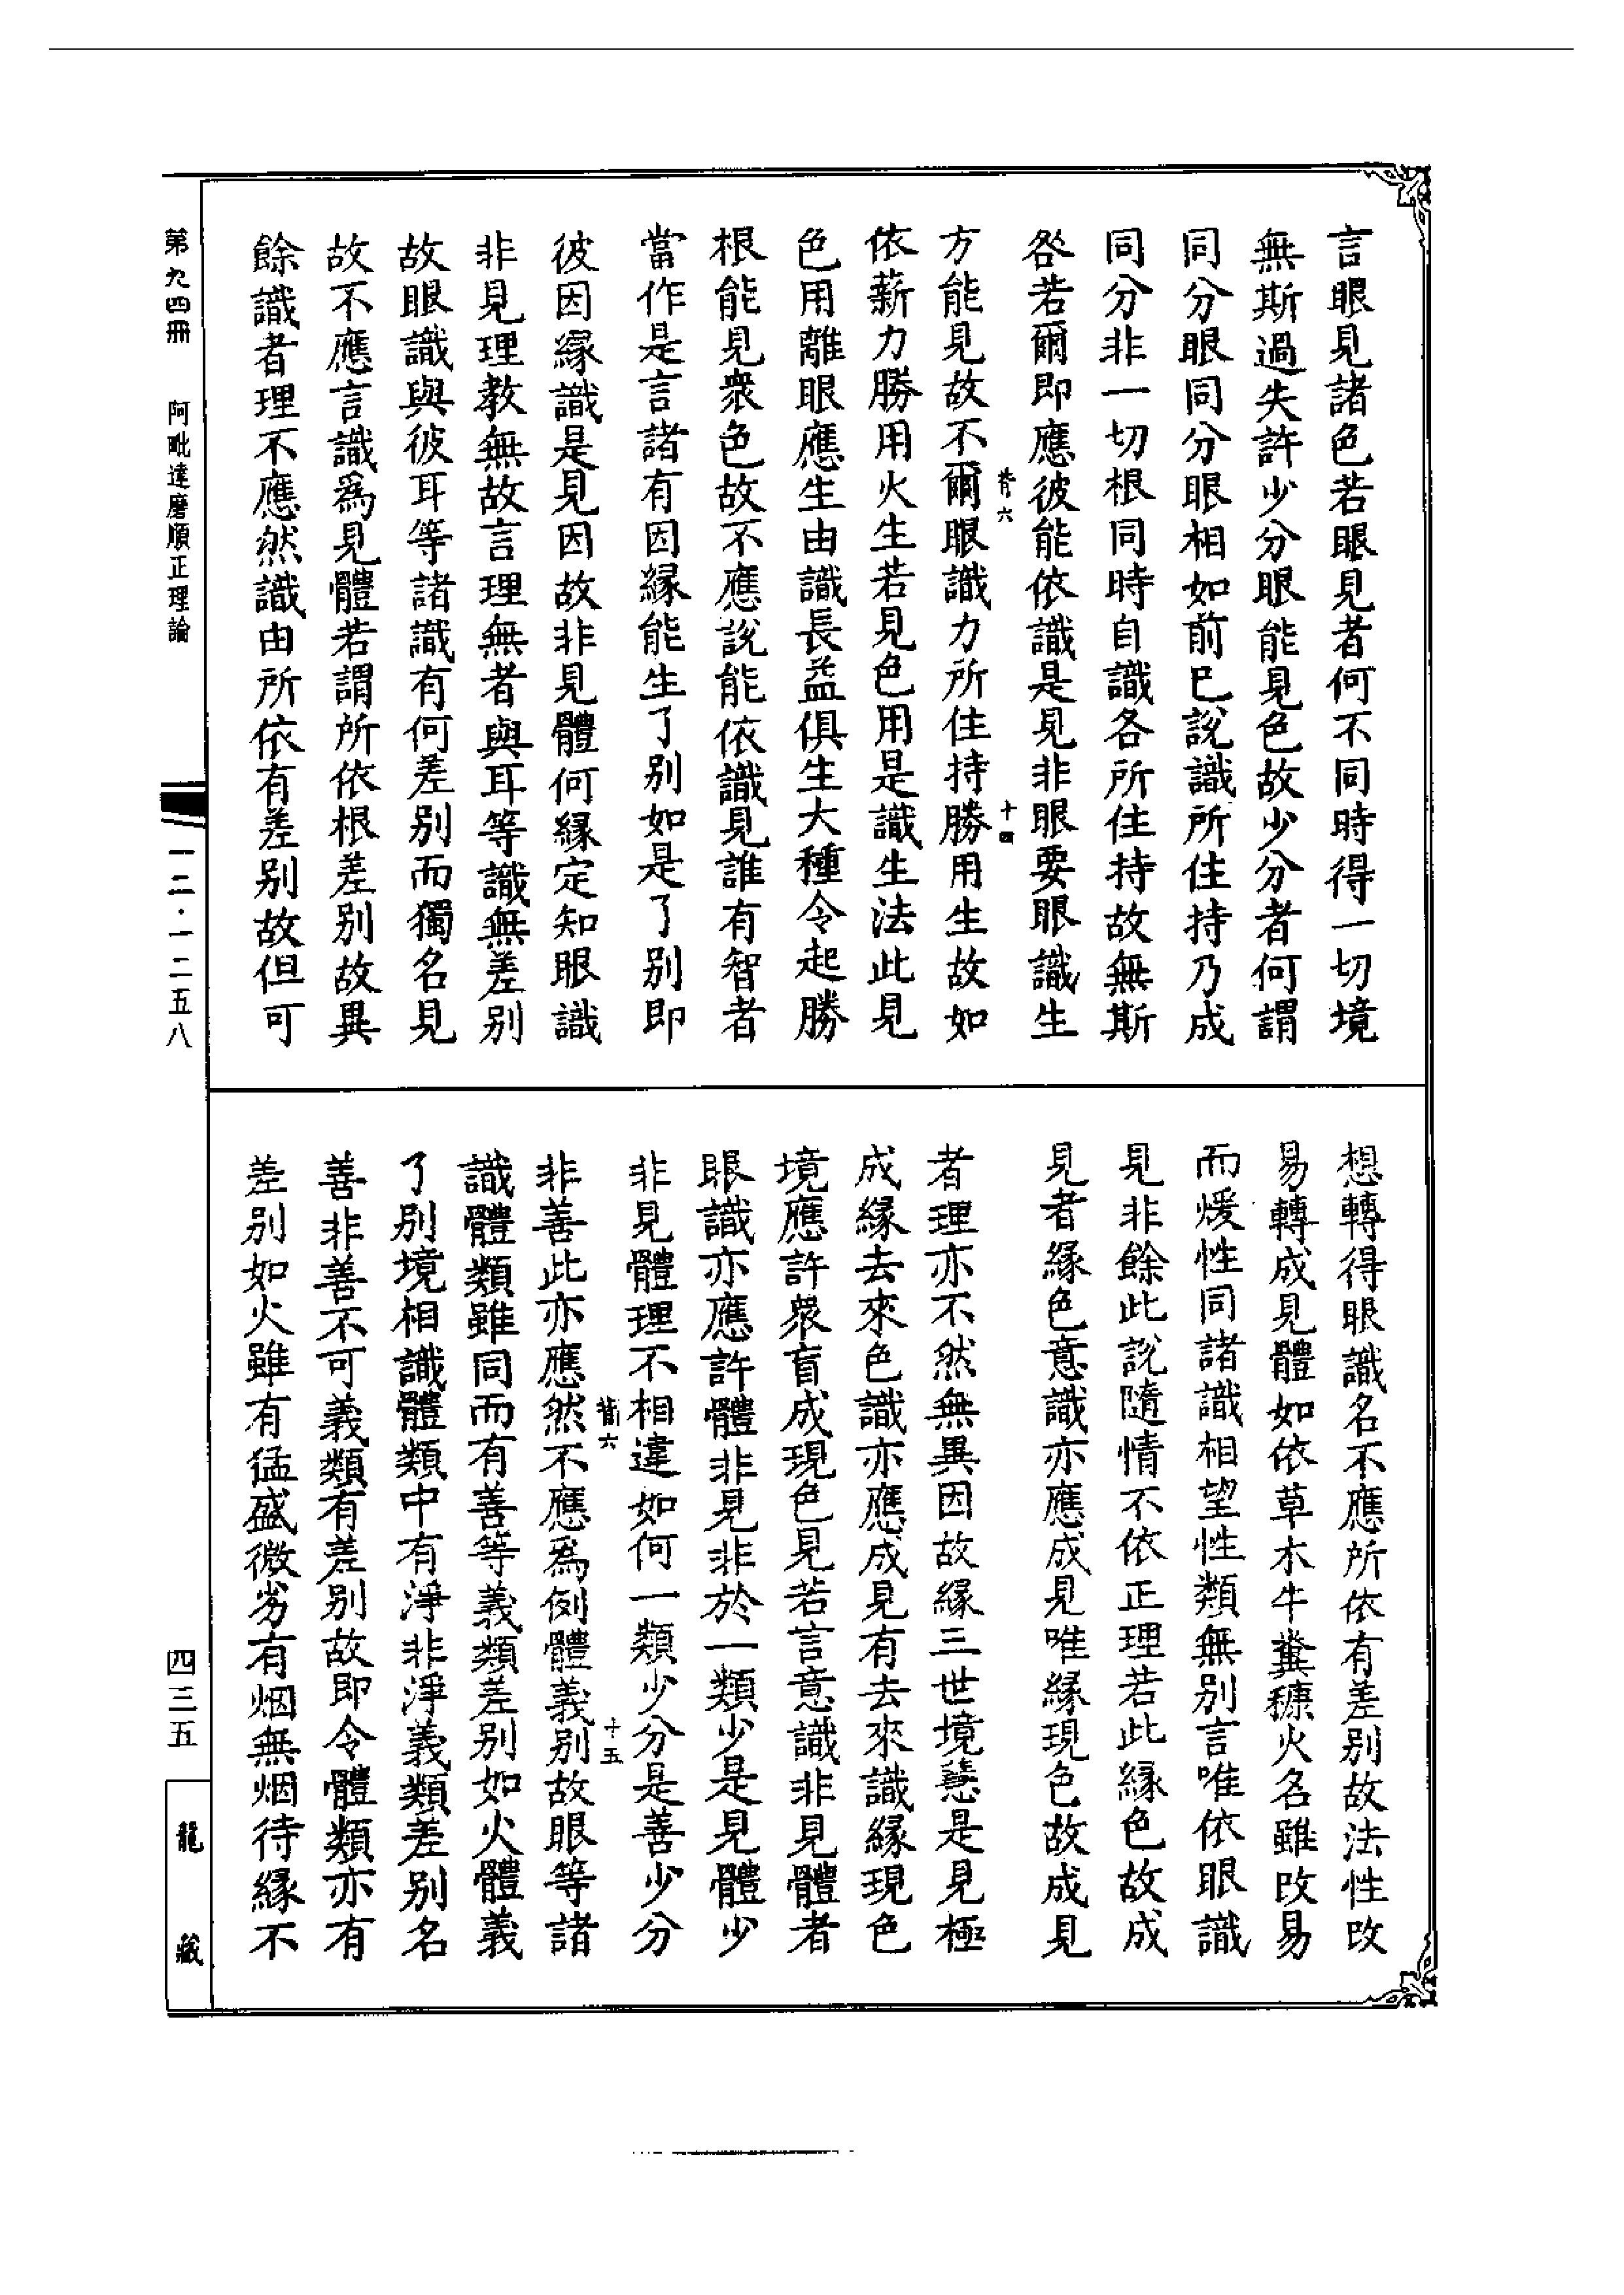 言眼見諸色若眼見者何不同時得一切境
無斯過失許少分眼能見色故少分者何謂
同分眼同分眼相如前已說識所住持乃成
同分非一切根同時自識各所住持故無斯
咎若爾即應彼能依識是見非眼要眼識生
方能見故不爾眼識力所住持勝用生故如
依薪力勝用火生若見色用是識生法此見
色用離眼應生由識長益俱生大種令起勝
根能見衆色故不應說能依識見誰有智者
當作是言諸有因緣能生了別如是了別即
彼因緣識是見因故非見體何緣定知眼識
非見理教無故言理無者與耳等識無差別
故眼識與彼耳等諸識有何差別而獨名見
故不應言識爲見體若謂所依根差別故異
餘識者理不應然識由所依有差別故但可
想轉得眼識名不應所依有差別故法性改
易轉成見體如依草木牛糞穅火名雖改易
而煖性同諸識相望性類無別言唯依眼識
見非餘此說隨情不依正理若此緣色故成
見者緣色意識亦應成見唯緣現色故成見
者理亦不然無異因故緣三世境慧是見極
成緣去來色識亦應成見有去來識緣現色
境應許衆盲成現色見若言意識非見體者
眼識亦應許體非見非於一類少是見體少
非見體理不相違如何一類少分是善少分
非善此亦應然不應爲例體義別故眼等諸
識體類雖同而有善等義類差別如火體義
了別境相識體類中有淨非淨義類差別名
善非善不可義類有差別故即令體類亦有
差別如火雖有猛盛微劣有烟無烟待緣不
六
十四
六
十五
第九四冊　阿毗達磨順正理論
一二·一二五八
四三五
龍藏